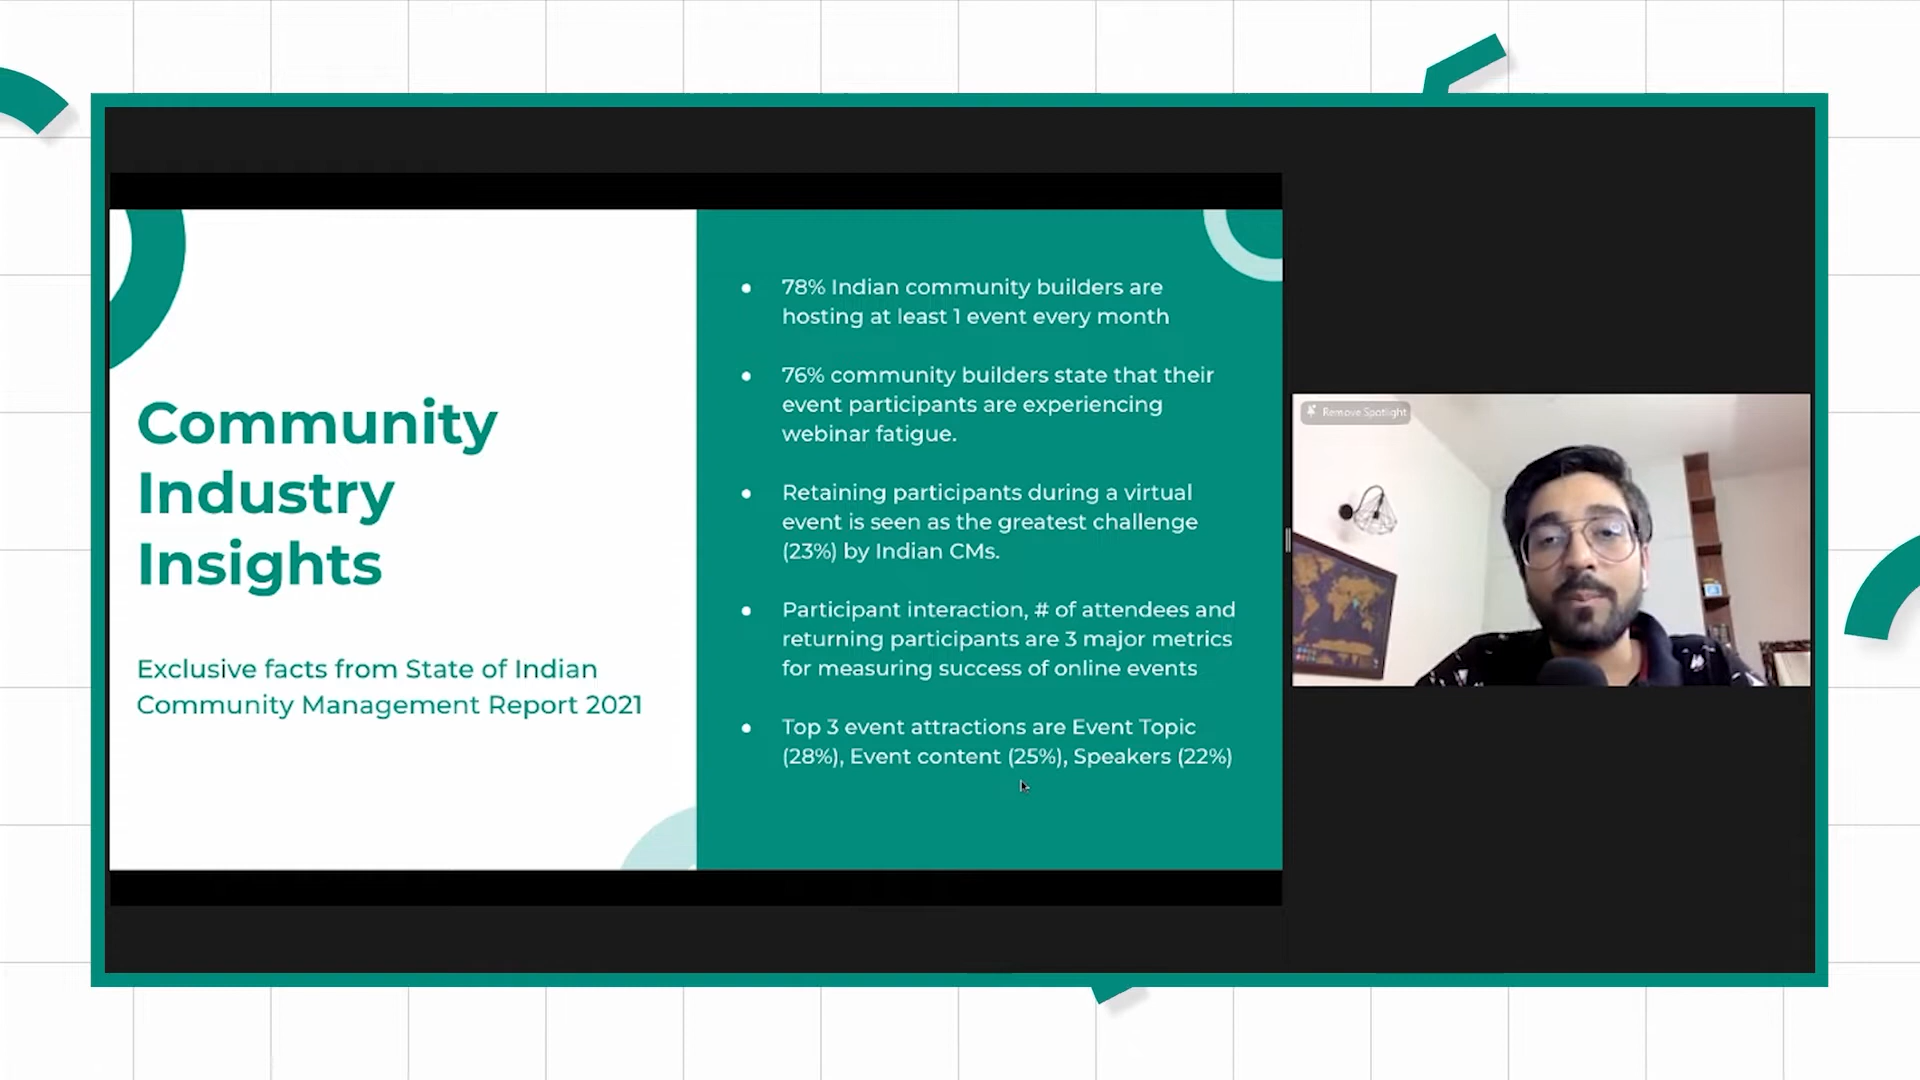 Community
Industry
Insights
Exclusive facts from State of Indian
Community Management Report 2021
78% Indian community builders are
hosting at least 1 event every month
76% community builders state that their
event participants are experiencing
webinar fatigue.
Retaining participants during a virtual
event is seen as the greatest challenge
(23%) by Indian CMs.
Participant interaction, # of attendees and
returning participants are 3 major metrics
for measuring success of online events
Top 3 event attractions are Event Topic
(28%), Event content (25%), Speakers (22%)
Remove Spotlight